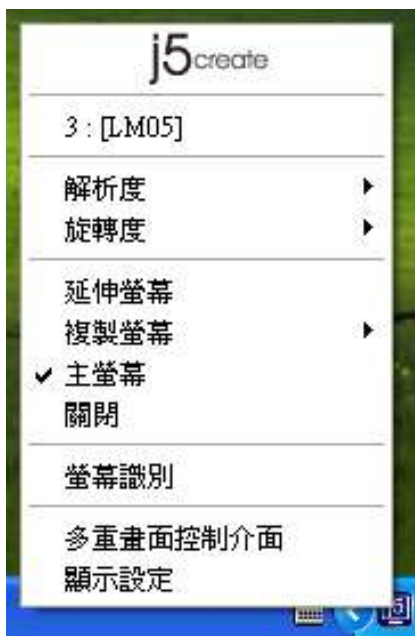 j5create
3 : [LM05]
解析度
旋轉度
延伸螢幕
複製螢幕
主螢幕
關閉
螢幕識別
多重畫面控制介面
顯示設定
j5